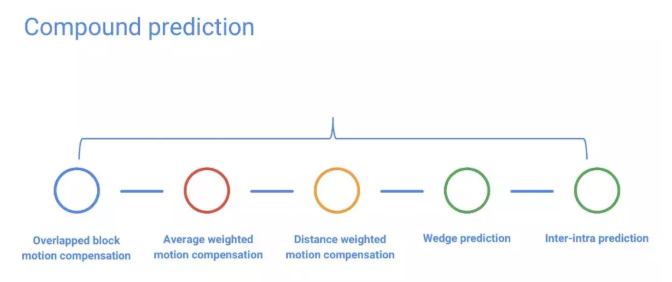 Compound prediction
Overlapped block
motion compensation
Average weighted
motion compensation
Distance weighted
motion compensation
Wedge prediction
Inter-intra prediction